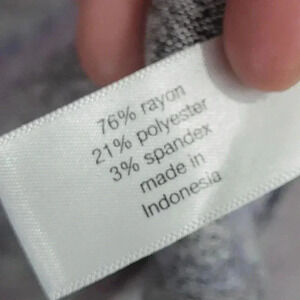 76% rayon
21% polyester
3% spandex
made in
Indonesia